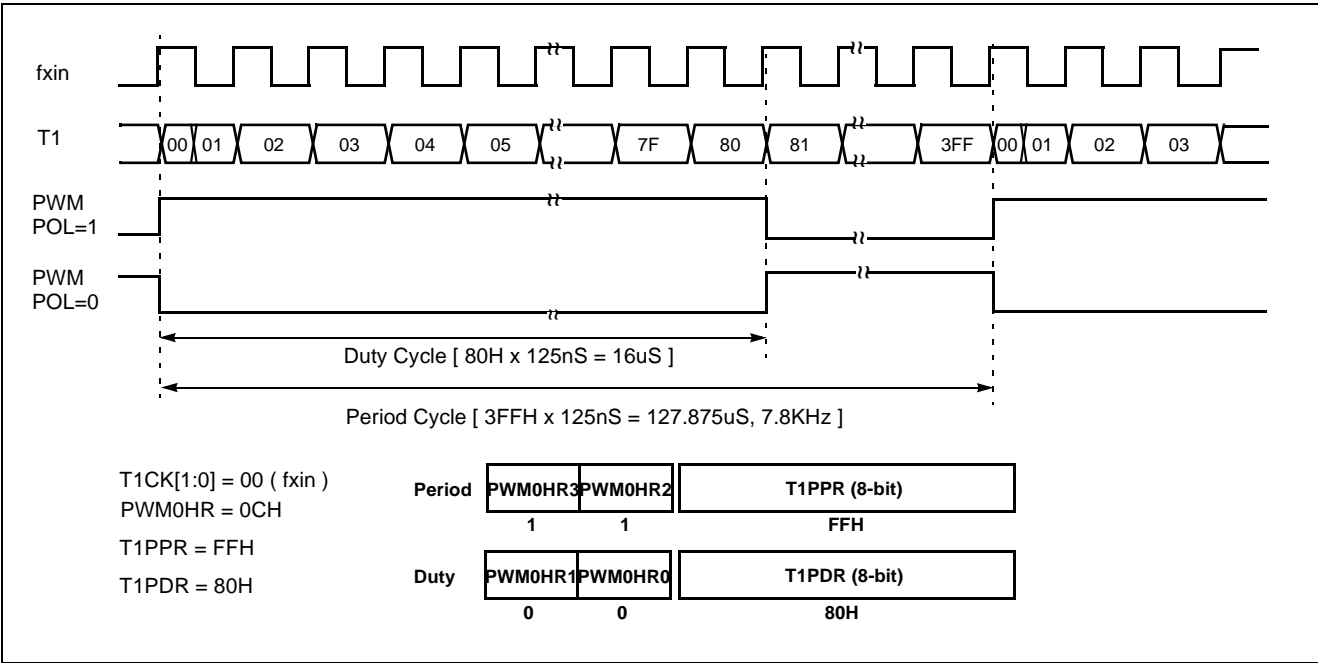 fxin
T1
00 01 02 03 04 05 7F 80 81 3FF 00 01 02 03
PWM
POL=1
PWM
POL=0
Duty Cycle [ 80H x 125nS = 16uS ]
Period Cycle [ 3FFH x 125nS = 127.875uS, 7.8KHz ]
T1CK[1:0] = 00 ( fxin )
PWM0HR = 0CH
T1PPR = FFH
T1PDR = 80H
Period PWM0HR3 PWM0HR2 T1PPR (8-bit)
1 1 FFH
Duty PWM0HR1 PWM0HR0 T1PDR (8-bit)
0 0 80H